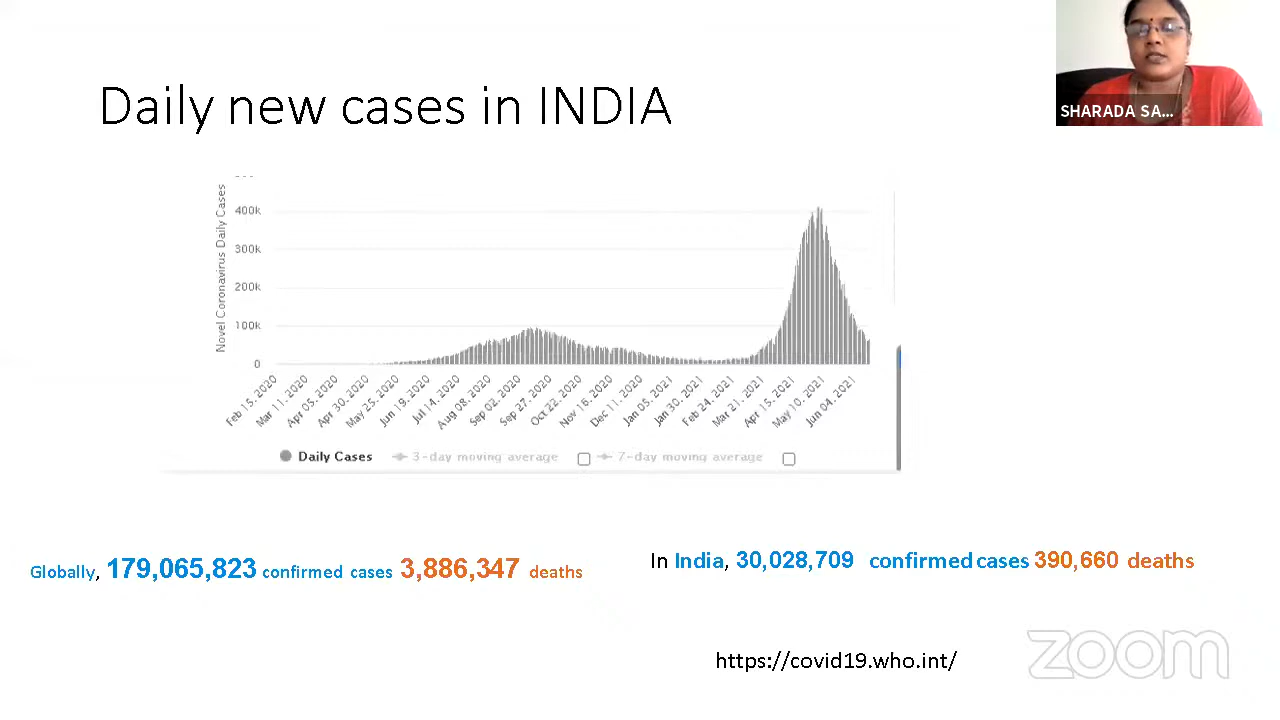 Daily new cases in INDIA
SHARADA SA...
Novel Coronavirus Daily Cases
400k
300k
200k
100k
0
Feb 15, 2020
Mar 11, 2020
Apr 05, 2020
Apr 30, 2020
May 25, 2020
Jun 19, 2020
Jul 14, 2020
Aug 08, 2020
Sep 02, 2020
Sep 27, 2020
Oct 22, 2020
Nov 16, 2020
Dec 11, 2020
Jan 05, 2021
Jan 30, 2021
Feb 24, 2021
Mar 21, 2021
Apr 15, 2021
May 10, 2021
Jun 04, 2021
Daily Cases 3-day moving average 7-day moving average
Globally, 179,065,823 confirmed cases 3,886,347 deaths
In India, 30,028,709 confirmed cases 390,660 deaths
https://covid19.who.int/
zoom